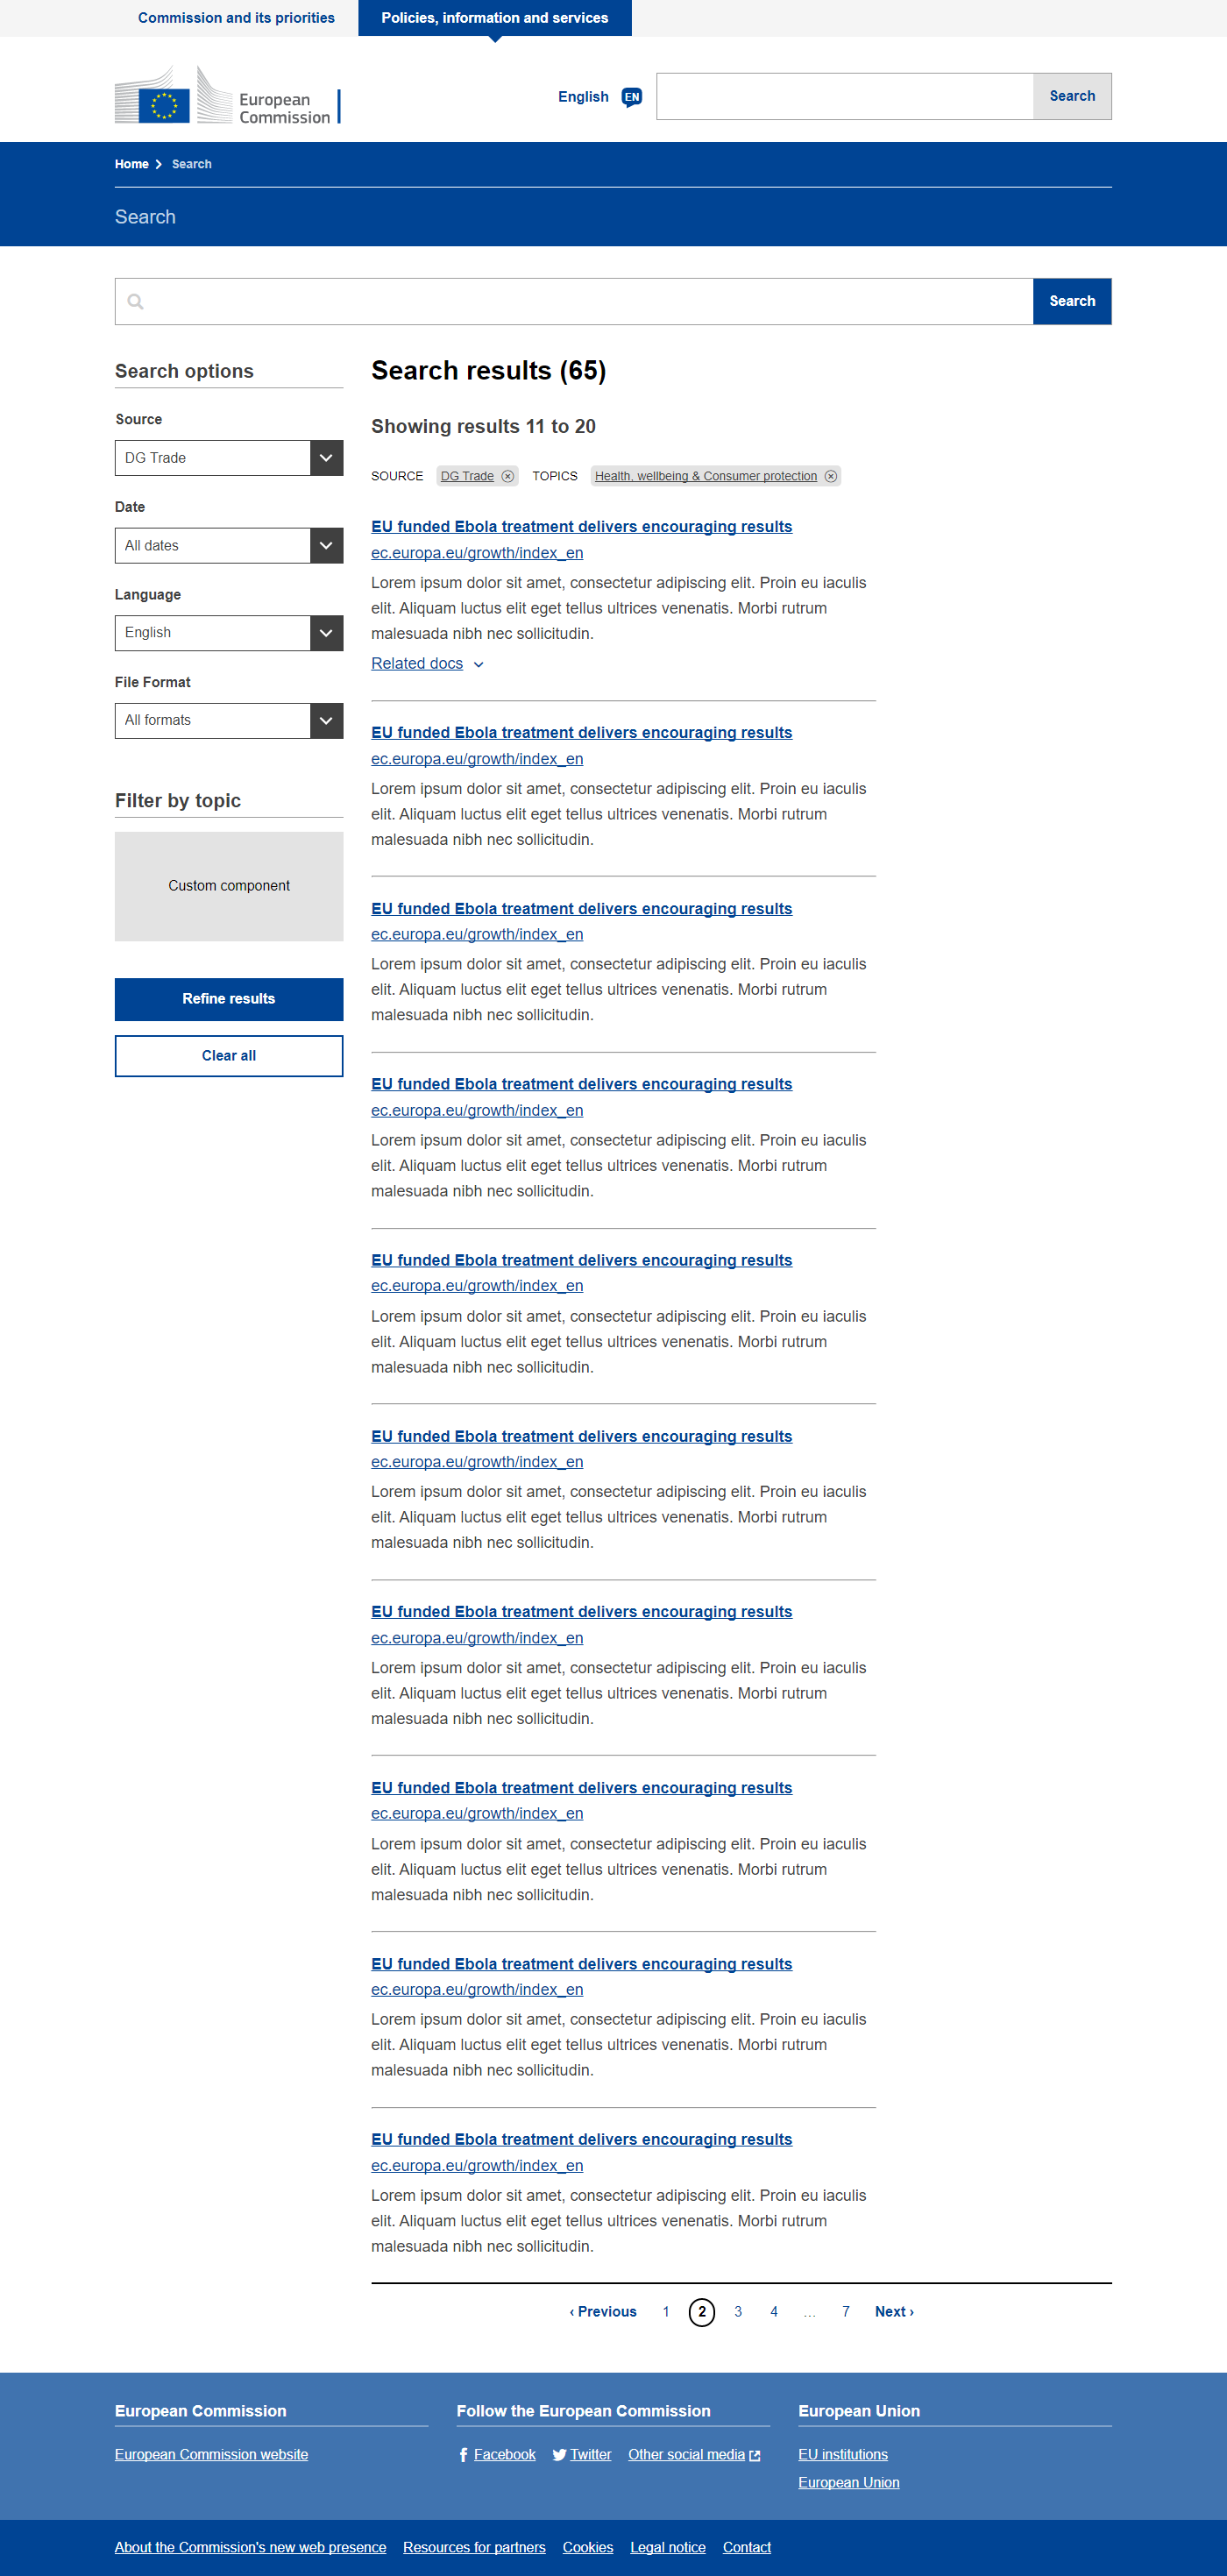 Commission and its priorities
Policies, information and services
European
Commission
English
EN
Search
Home
Search
Search
Search
Search options
Source
DG Trade
Date
All dates
Language
English
File Format
All formats
Filter by topic
Custom component
Refine results
Clear all
Search results (65)
Showing results 11 to 20
SOURCE DG Trade TOPICS Health, wellbeing & Consumer protection
EU funded Ebola treatment delivers encouraging results
ec.europa.eu/growth/index_en
Lorem ipsum dolor sit amet, consectetur adipiscing elit. Proin eu iaculis
elit. Aliquam luctus elit eget tellus ultrices venenatis. Morbi rutrum
malesuada nibh nec sollicitudin.
Related docs
EU funded Ebola treatment delivers encouraging results
ec.europa.eu/growth/index_en
Lorem ipsum dolor sit amet, consectetur adipiscing elit. Proin eu iaculis
elit. Aliquam luctus elit eget tellus ultrices venenatis. Morbi rutrum
malesuada nibh nec sollicitudin.
EU funded Ebola treatment delivers encouraging results
ec.europa.eu/growth/index_en
Lorem ipsum dolor sit amet, consectetur adipiscing elit. Proin eu iaculis
elit. Aliquam luctus elit eget tellus ultrices venenatis. Morbi rutrum
malesuada nibh nec sollicitudin.
EU funded Ebola treatment delivers encouraging results
ec.europa.eu/growth/index_en
Lorem ipsum dolor sit amet, consectetur adipiscing elit. Proin eu iaculis
elit. Aliquam luctus elit eget tellus ultrices venenatis. Morbi rutrum
malesuada nibh nec sollicitudin.
EU funded Ebola treatment delivers encouraging results
ec.europa.eu/growth/index_en
Lorem ipsum dolor sit amet, consectetur adipiscing elit. Proin eu iaculis
elit. Aliquam luctus elit eget tellus ultrices venenatis. Morbi rutrum
malesuada nibh nec sollicitudin.
EU funded Ebola treatment delivers encouraging results
ec.europa.eu/growth/index_en
Lorem ipsum dolor sit amet, consectetur adipiscing elit. Proin eu iaculis
elit. Aliquam luctus elit eget tellus ultrices venenatis. Morbi rutrum
malesuada nibh nec sollicitudin.
EU funded Ebola treatment delivers encouraging results
ec.europa.eu/growth/index_en
Lorem ipsum dolor sit amet, consectetur adipiscing elit. Proin eu iaculis
elit. Aliquam luctus elit eget tellus ultrices venenatis. Morbi rutrum
malesuada nibh nec sollicitudin.
EU funded Ebola treatment delivers encouraging results
ec.europa.eu/growth/index_en
Lorem ipsum dolor sit amet, consectetur adipiscing elit. Proin eu iaculis
elit. Aliquam luctus elit eget tellus ultrices venenatis. Morbi rutrum
malesuada nibh nec sollicitudin.
EU funded Ebola treatment delivers encouraging results
ec.europa.eu/growth/index_en
Lorem ipsum dolor sit amet, consectetur adipiscing elit. Proin eu iaculis
elit. Aliquam luctus elit eget tellus ultrices venenatis. Morbi rutrum
malesuada nibh nec sollicitudin.
EU funded Ebola treatment delivers encouraging results
ec.europa.eu/growth/index_en
Lorem ipsum dolor sit amet, consectetur adipiscing elit. Proin eu iaculis
elit. Aliquam luctus elit eget tellus ultrices venenatis. Morbi rutrum
malesuada nibh nec sollicitudin.
‹ Previous 1 2 3 4 ... 7 Next ›
European Commission
European Commission website
Follow the European Commission
Facebook Twitter Other social media
European Union
EU institutions
European Union
About the Commission's new web presence Resources for partners Cookies Legal notice Contact